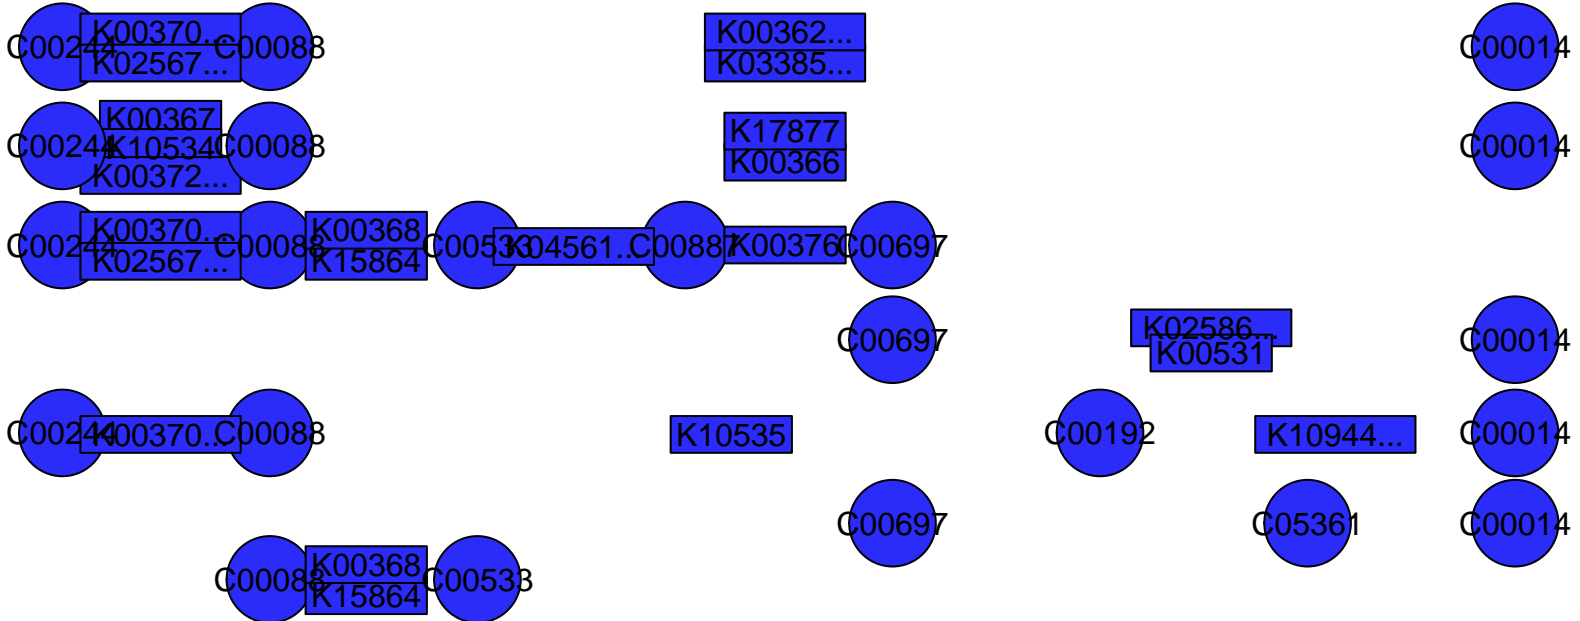 C00244 K00370... C00088 K00362... C00014
K02567... K03385...
K00367 K17877
C00244 K10534 C00088 C00014
K00372... K00366
C00244 K00370... C00088 K00368 C00533 K04561... C00887 K00376 C00697
K02567... K15864
C00697 K02586... C00014
K00531
C00244 K00370... C00088 K10535 C00192 K10944... C00014
C00697 C05361 C00014
C00088 K00368 C00533
K15864